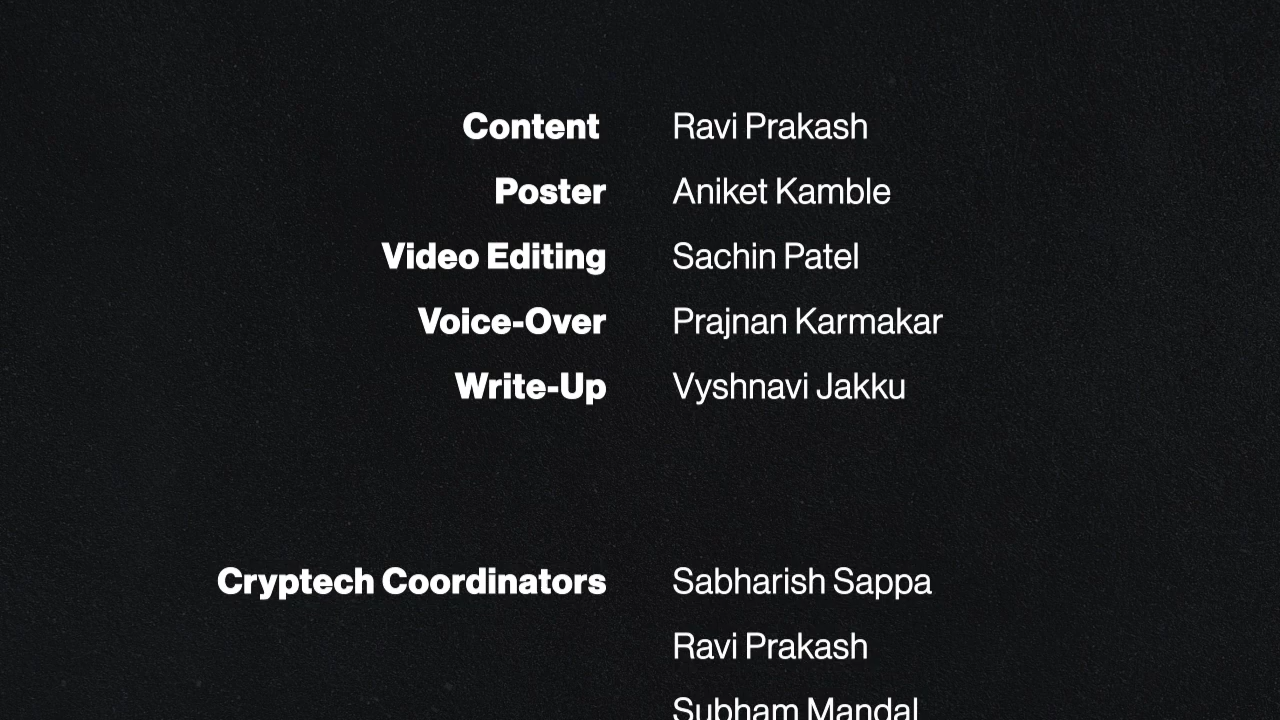 Content Ravi Prakash
Poster Aniket Kamble
Video Editing Sachin Patel
Voice-Over Prajnan Karmakar
Write-Up Vyshnavi Jakku
Cryptech Coordinators Sabharish Sappa
Ravi Prakash
Subham Mandal